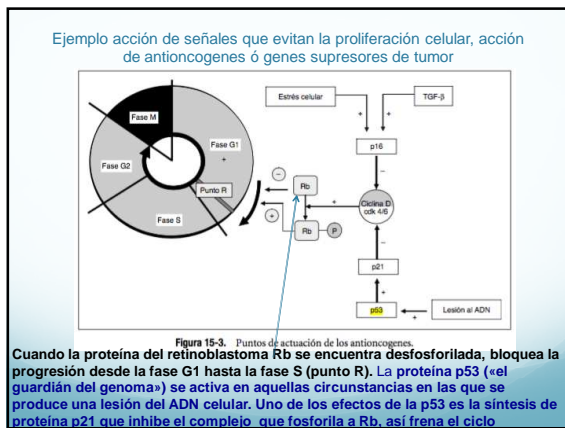 Ejemplo acción de señales que evitan la proliferación celular, acción
de antioncogenes ó genes supresores de tumor
Estrés celular
TGF-β
+
+
Fase M
Fase G1
+
Fase G2
Punto R
Fase S
p16
–
–
Rb
+
Ciclina D
cdk 4/6
+
Rb
P
–
p21
+
p53
+
Lesión al ADN
Figura 15-3. Puntos de actuación de los antioncogenes.
Cuando la proteína del retinoblastoma Rb se encuentra desfosforilada, bloquea la
progresión desde la fase G1 hasta la fase S (punto R). La proteína p53 («el
guardián del genoma») se activa en aquellas circunstancias en las que se
produce una lesión del ADN celular. Uno de los efectos de la p53 es la síntesis de
proteína p21 que inhibe el complejo que fosforila a Rb, así frena el ciclo